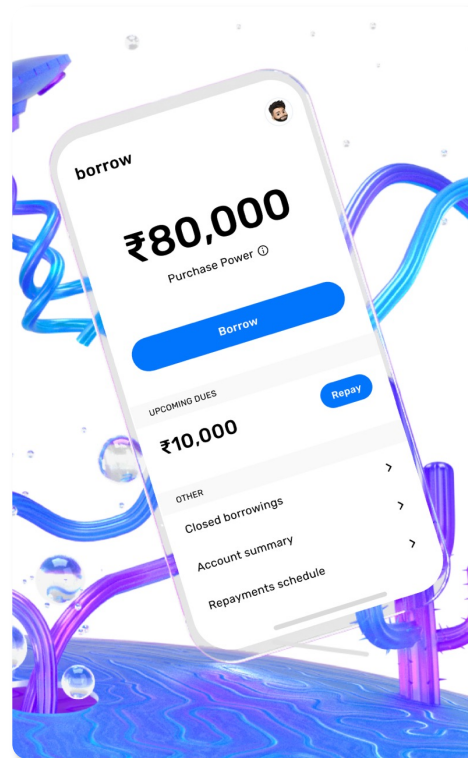 borrow
₹80,000
Purchase Power
Borrow
UPCOMING DUES
₹10,000
Repay
OTHER
Closed borrowings
Account summary
Repayments schedule